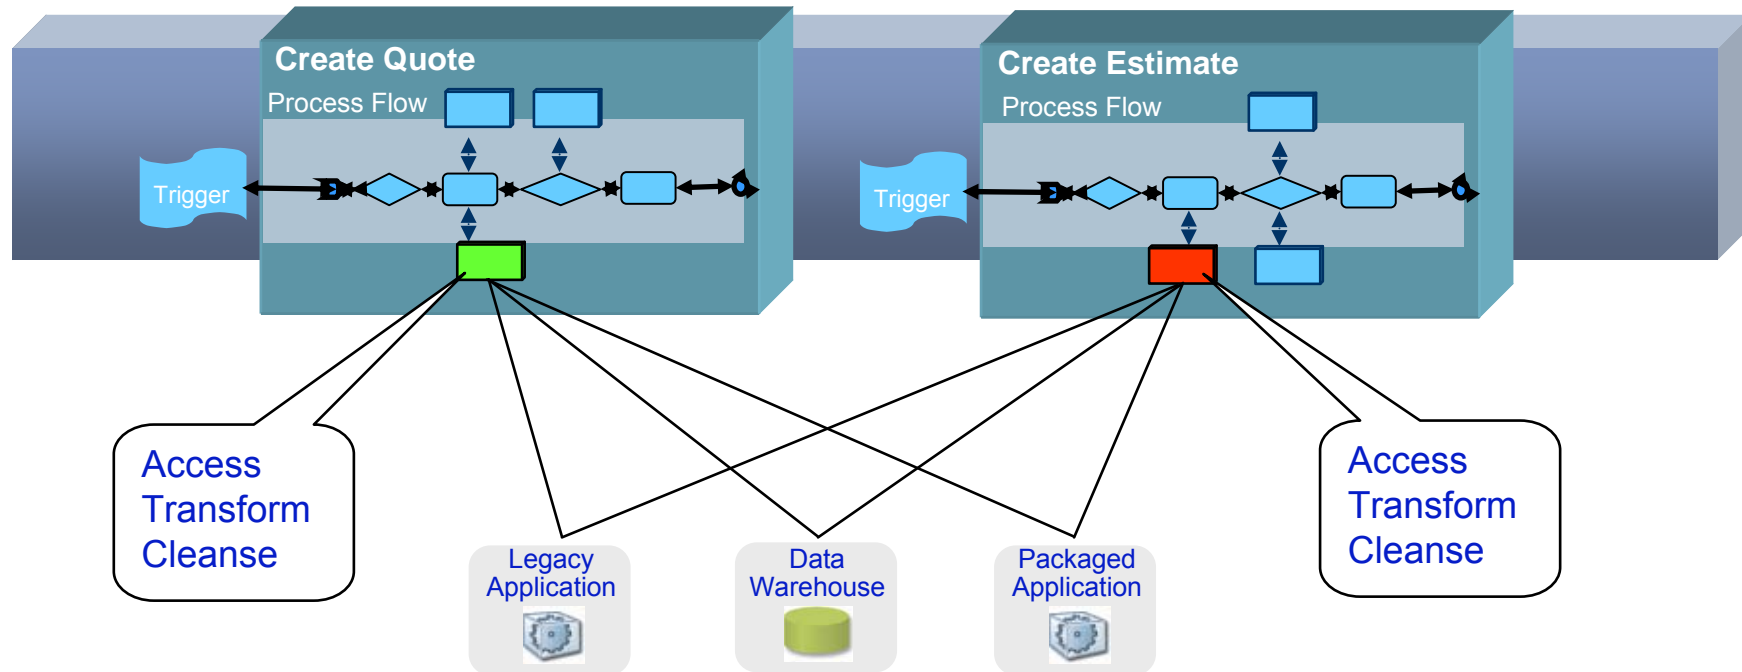 Create Quote
Process Flow
Trigger
Create Estimate
Process Flow
Trigger
Access
Transform
Cleanse
Legacy
Application
Data
Warehouse
Packaged
Application
Access
Transform
Cleanse